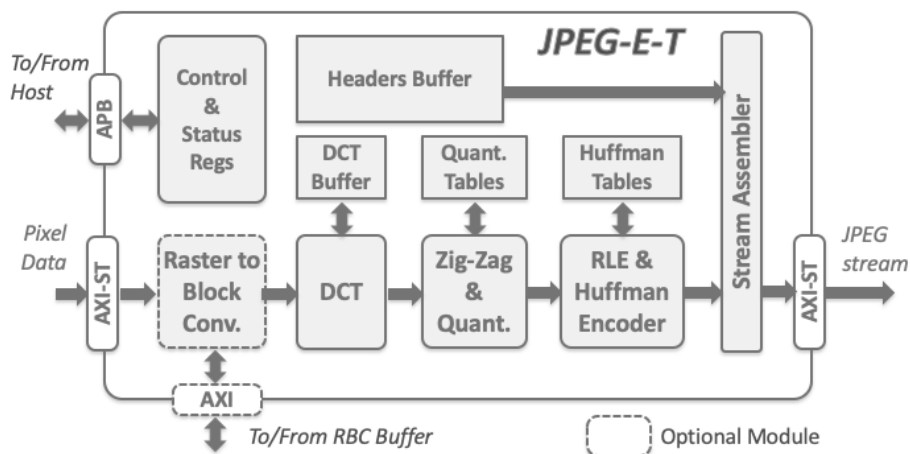 JPEG-E-T
To/From
Host
APB
Control
&
Status
Regs
Headers Buffer
DCT
Buffer
Quant.
Tables
Huffman
Tables
Stream Assembler
Pixel
Data
AXI-ST
Raster to
Block
Conv.
DCT
Zig-Zag
&
Quant.
RLE &
Huffman
Encoder
AXI-ST
JPEG
stream
AXI
To/From RBC Buffer
Optional Module